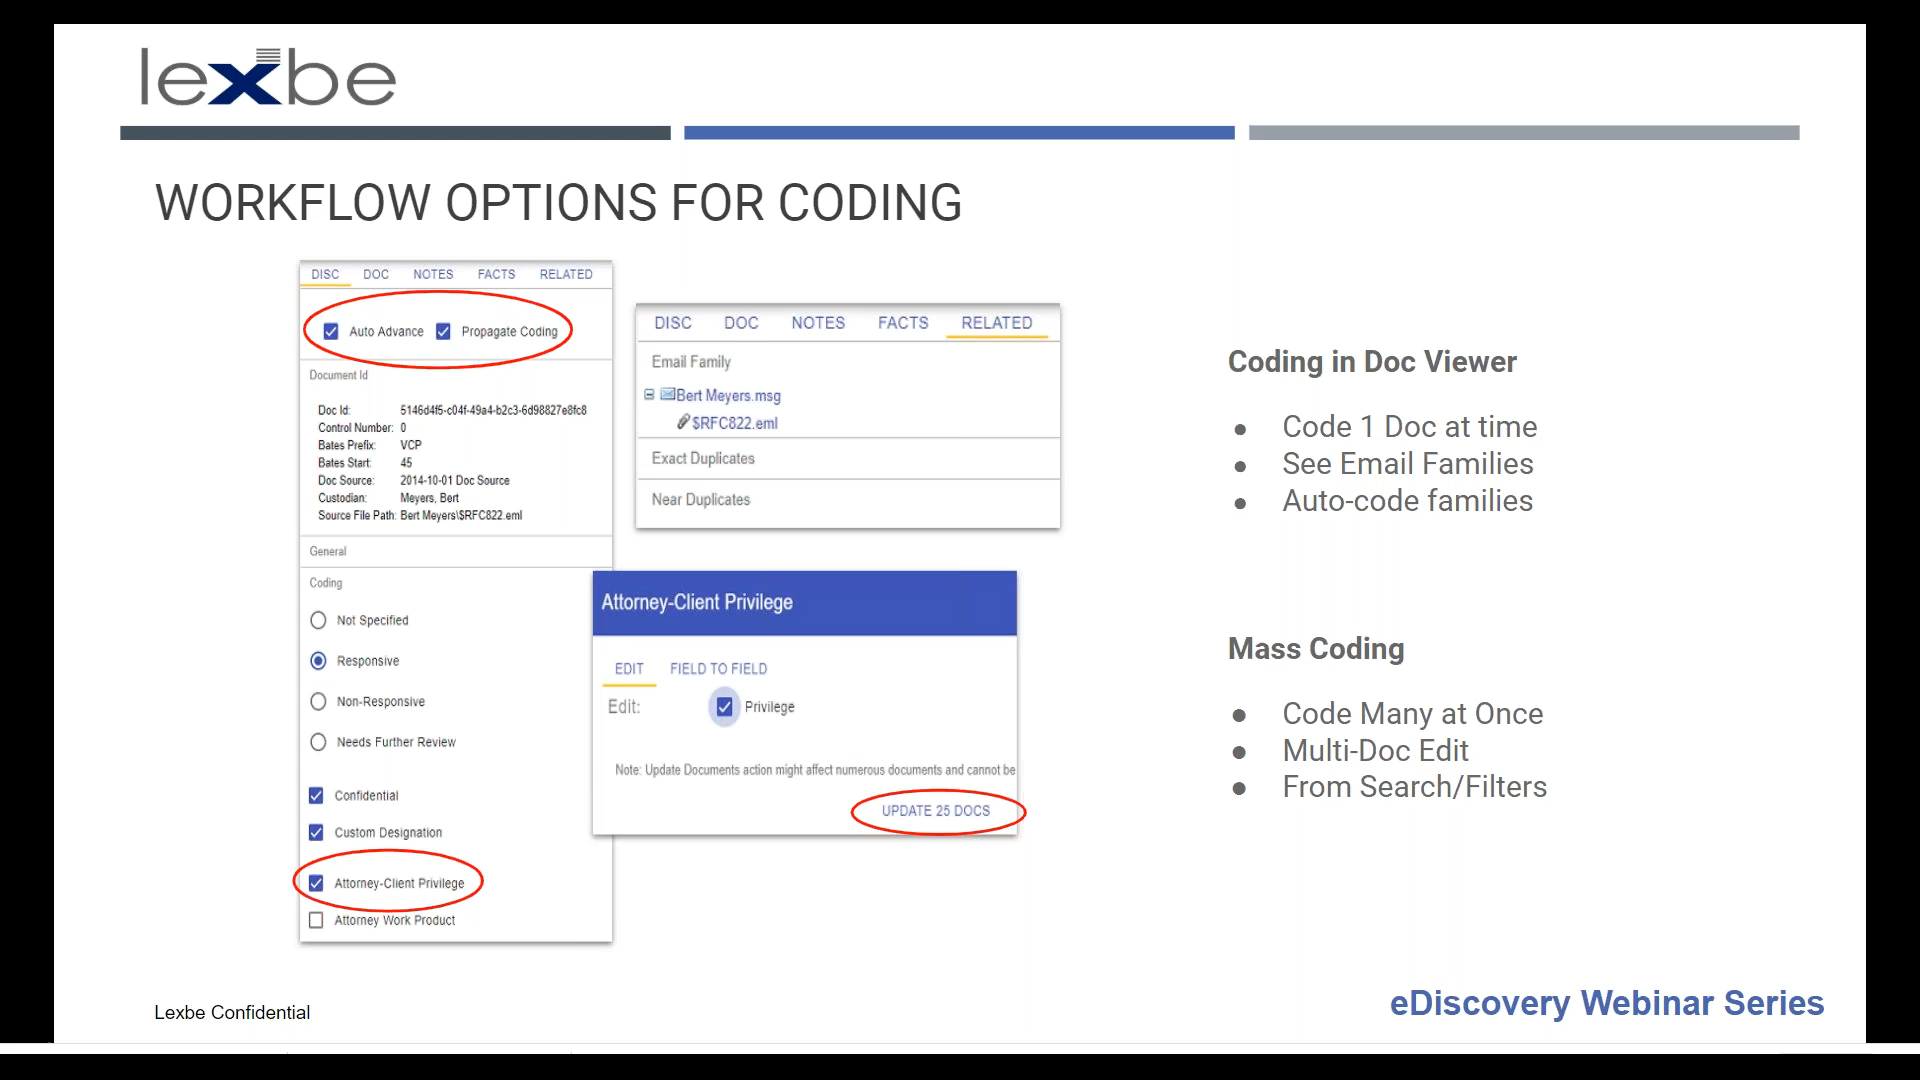 lexbe
WORKFLOW OPTIONS FOR CODING
DISC DOC NOTES FACTS RELATED
Auto Advance Propagate Coding
Document Id
Doc Id: 5146d4f5-c04f-49a4-b2c3-6d98827e8fc8
Control Number: 0
Bates Prefix: VCP
Bates Start: 45
Doc Source: 2014-10-01 Doc Source
Custodian: Meyers, Bert
Source File Path: Bert Meyers\$RFC822.eml
General
Coding
Not Specified
Responsive
Non-Responsive
Needs Further Review
Confidential
Custom Designation
Attorney-Client Privilege
Attorney Work Product
DISC DOC NOTES FACTS RELATED
Email Family
Bert Meyers.msg
$RFC822.eml
Exact Duplicates
Near Duplicates
Attorney-Client Privilege
EDIT FIELD TO FIELD
Edit: Privilege
Note: Update Documents action might affect numerous documents and cannot be
UPDATE 25 DOCS
Coding in Doc Viewer
● Code 1 Doc at time
● See Email Families
● Auto-code families
Mass Coding
● Code Many at Once
● Multi-Doc Edit
● From Search/Filters
Lexbe Confidential
eDiscovery Webinar Series